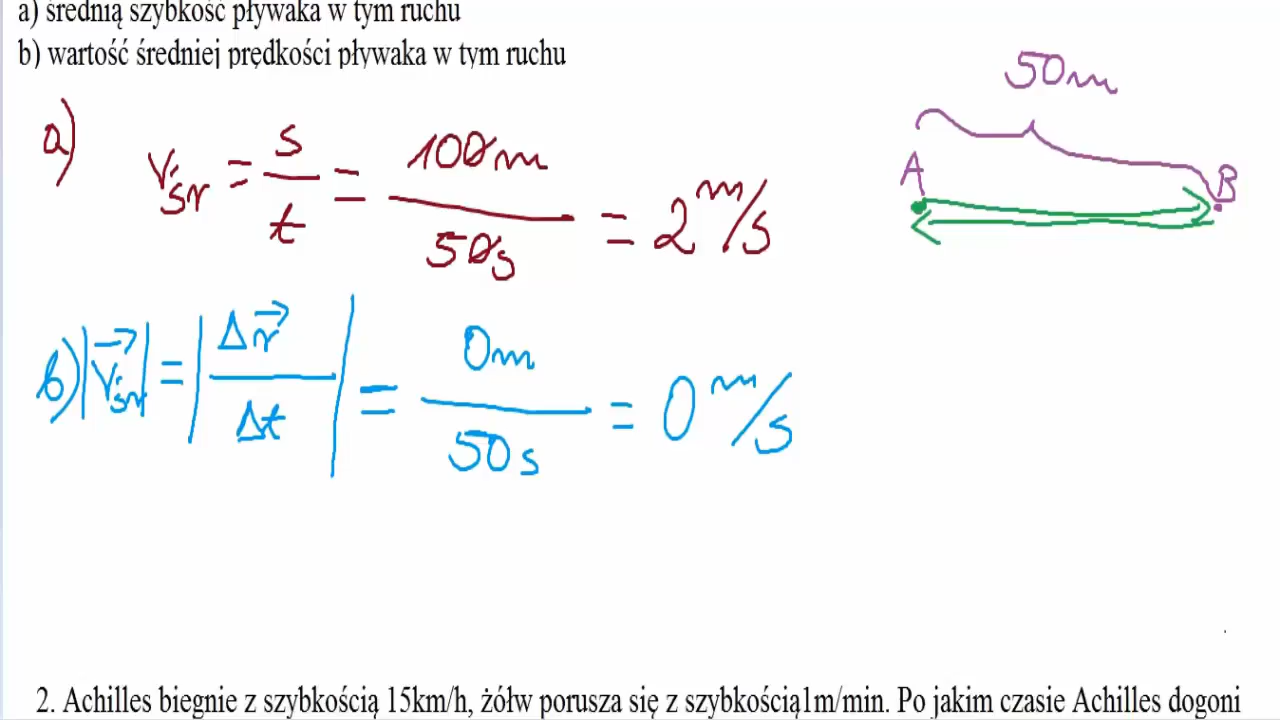 a) średnią szybkość pływaka w tym ruchu
b) wartość średniej prędkości pływaka w tym ruchu
50m
A B
a) vśr = s/t = 100m/50s = 2 m/s
b) |v⃗śr| = |Δr⃗/Δt| = 0m/50s = 0 m/s
2. Achilles biegnie z szybkością 15km/h, żółw porusza się z szybkością1m/min. Po jakim czasie Achilles dogoni